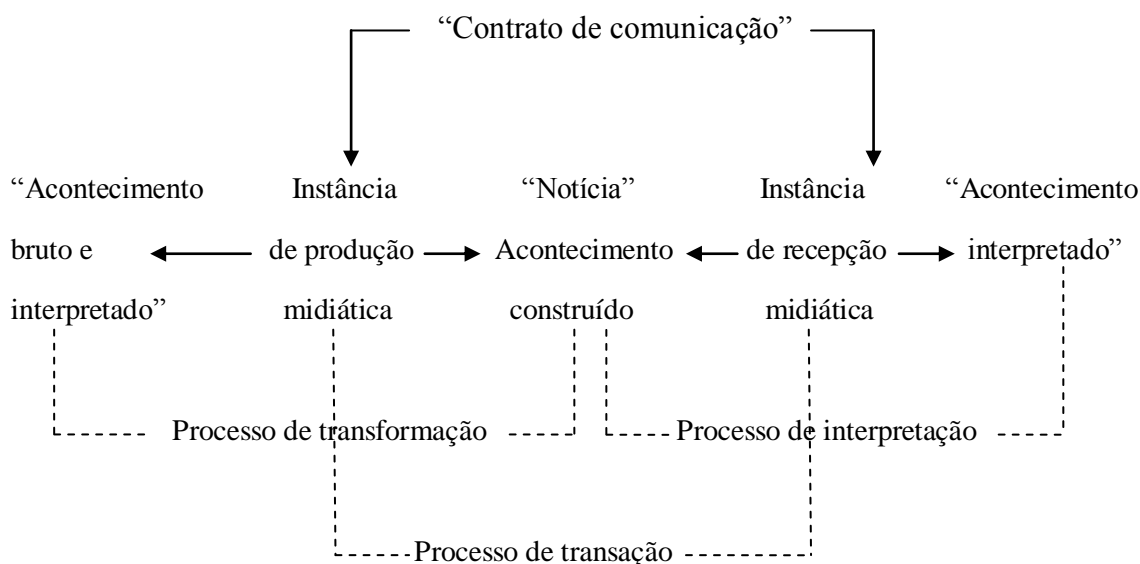 “Contrato de comunicação”
“Acontecimento Instância “Notícia” Instância “Acontecimento
bruto e de produção Acontecimento de recepção interpretado”
interpretado” midiática construído midiática
Processo de transformação Processo de interpretação
Processo de transação